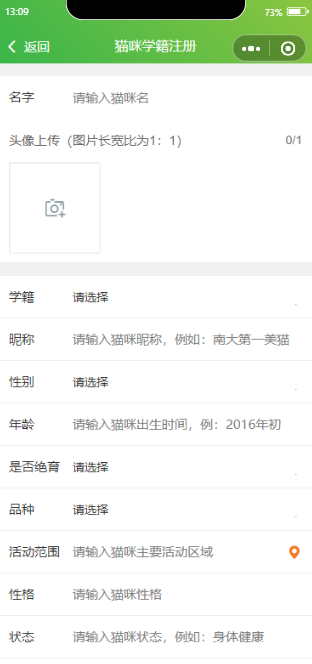 13:09
73%
返回
猫咪学籍注册
名字 请输入猫咪名
头像上传（图片长宽比为1：1） 0/1
学籍 请选择
昵称 请输入猫咪昵称，例如：南大第一美猫
性别 请选择
年龄 请输入猫咪出生时间，例：2016年初
是否绝育 请选择
品种 请选择
活动范围 请输入猫咪主要活动区域
性格 请输入猫咪性格
状态 请输入猫咪状态，例如：身体健康